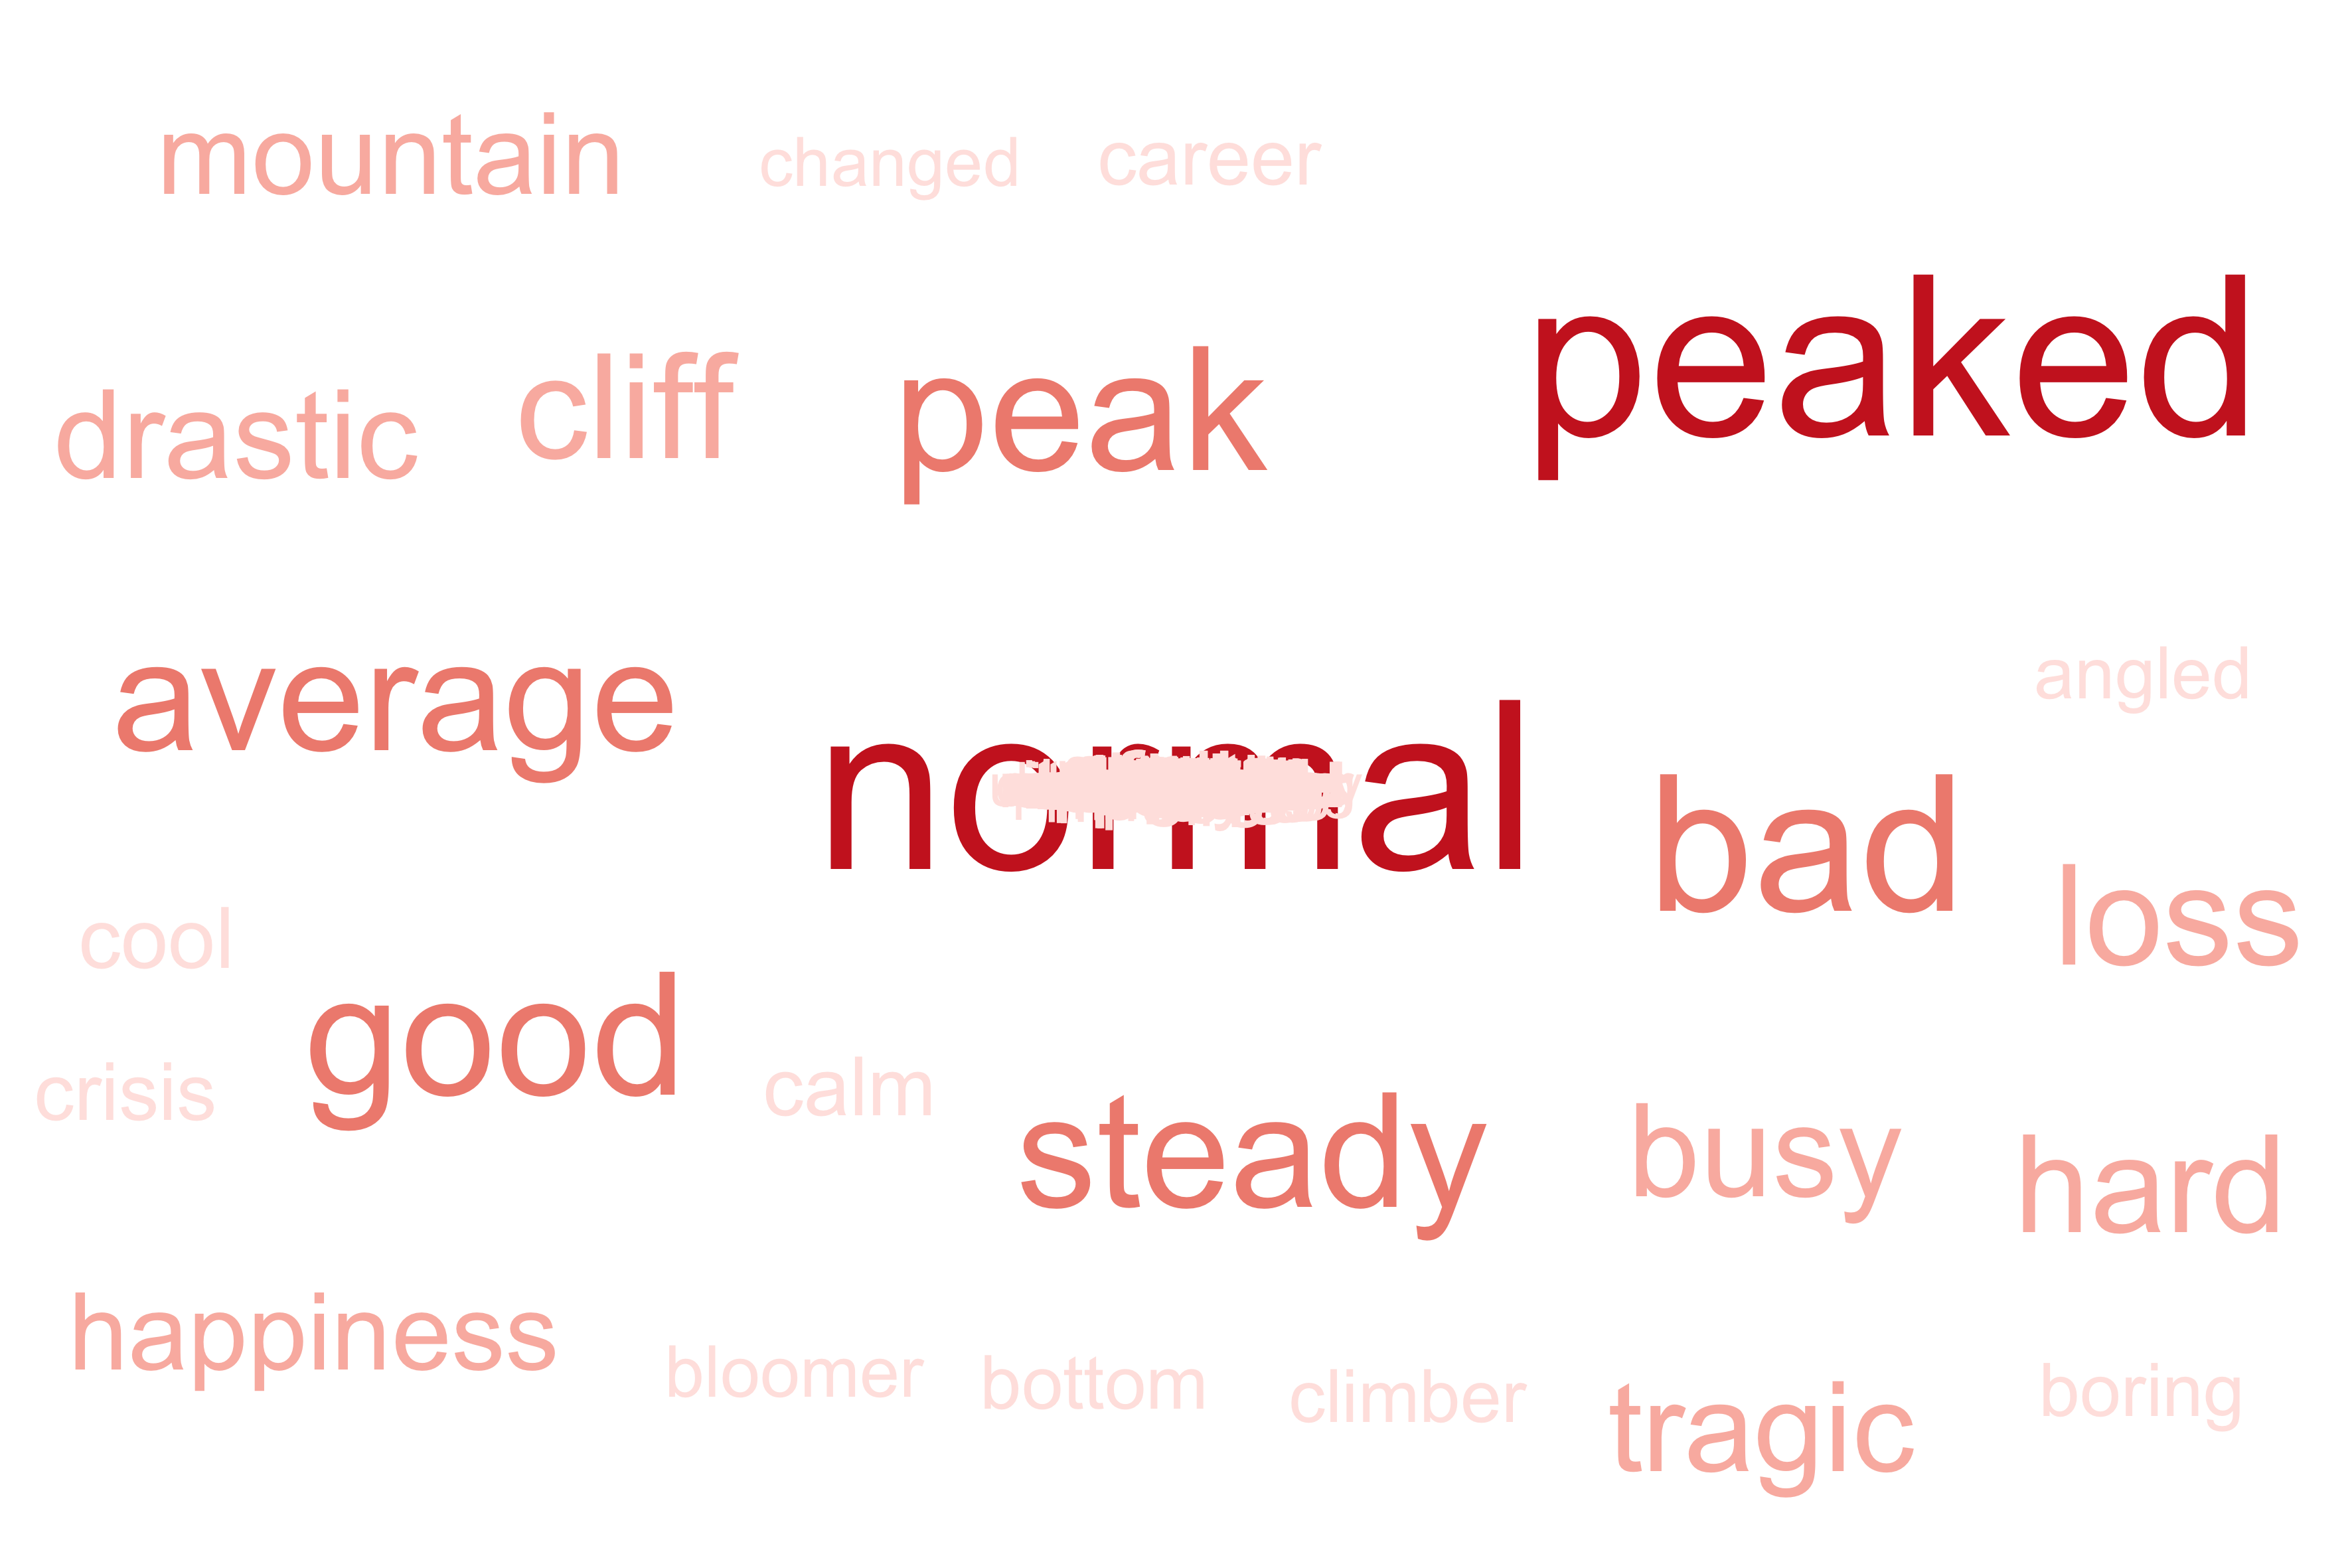 mountain changed career
peaked
drastic cliff peak
average
angled
normal
bad
loss
cool
good
crisis
calm
steady
busy
hard
happiness
bloomer bottom climber
tragic
boring